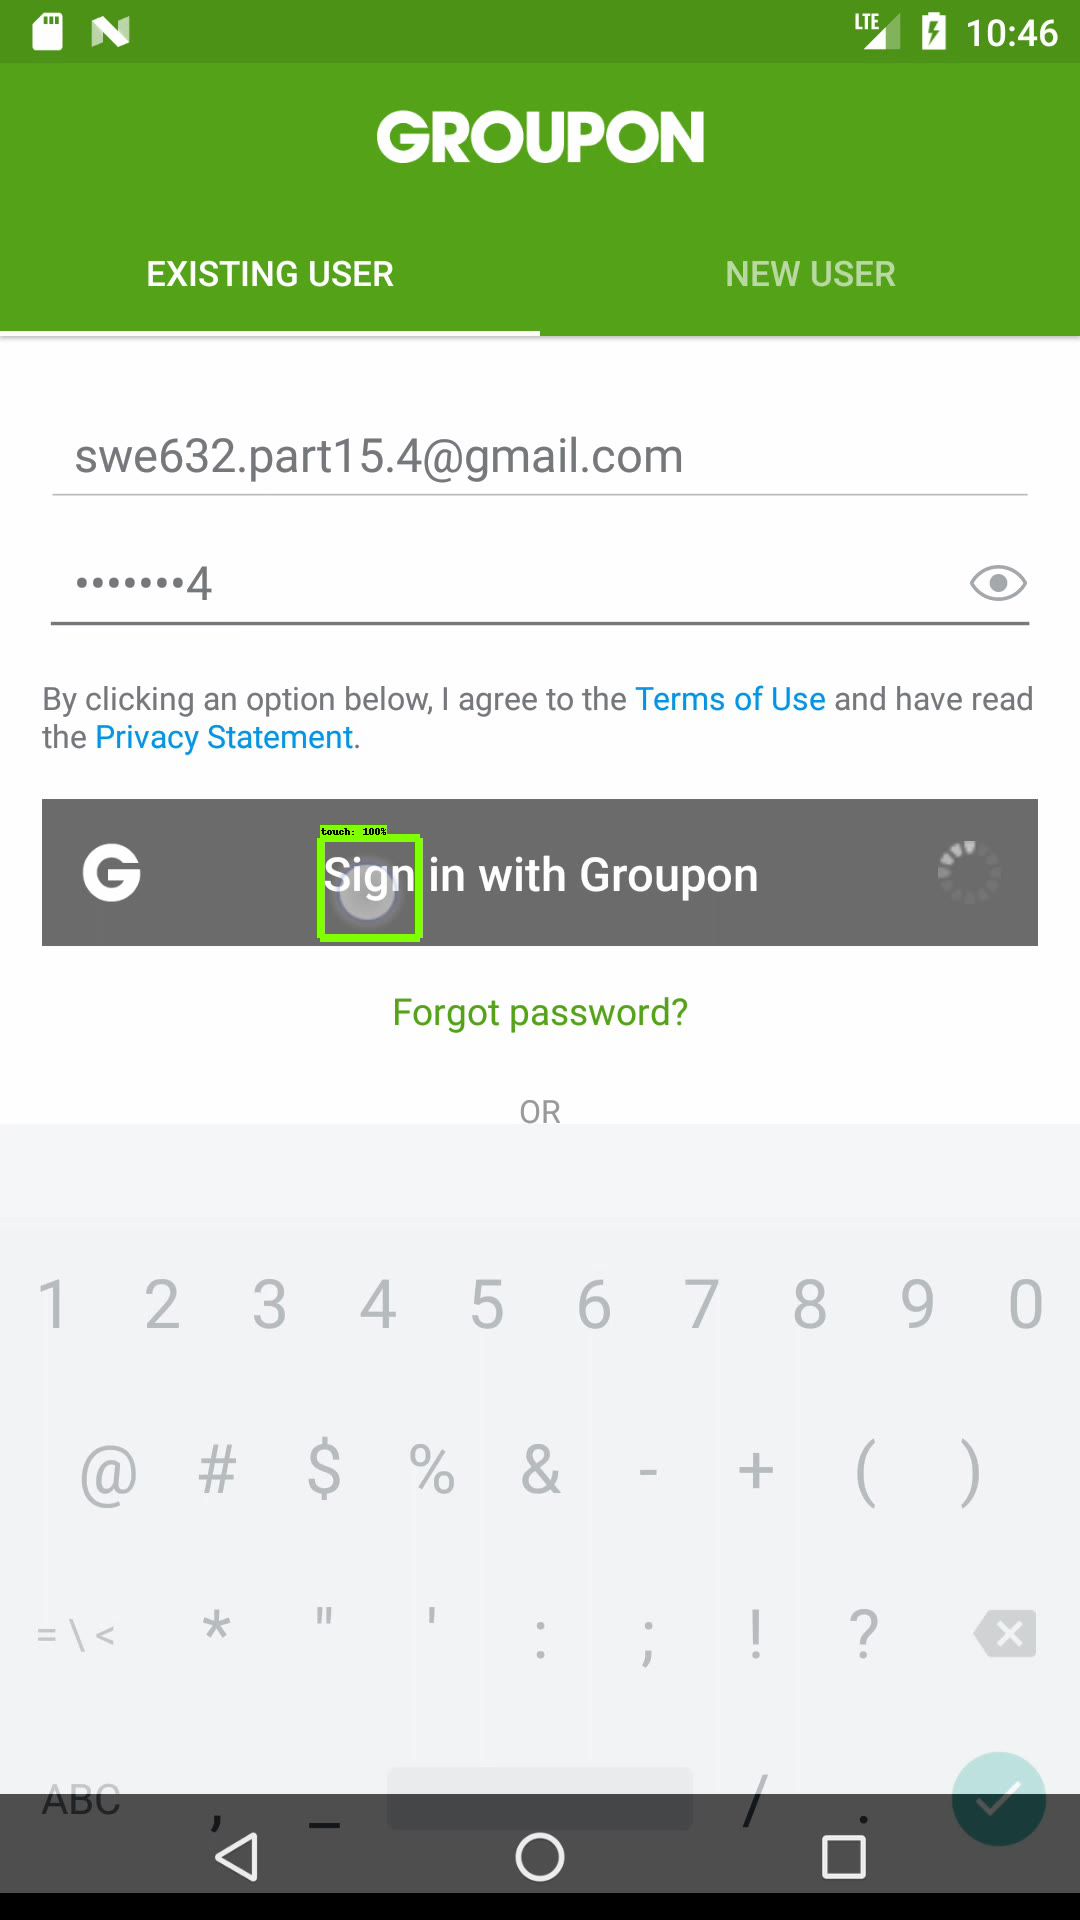 LTE 10:46
GROUPON
EXISTING USER NEW USER
swe632.part15.4@gmail.com
•••••••4
By clicking an option below, I agree to the Terms of Use and have read
the Privacy Statement.
touch: 100%
G Sign in with Groupon
Forgot password?
OR
1 2 3 4 5 6 7 8 9 0
@ # $ % & - + ( )
= \ < * " ' : ; ! ?
ABC , _ / .